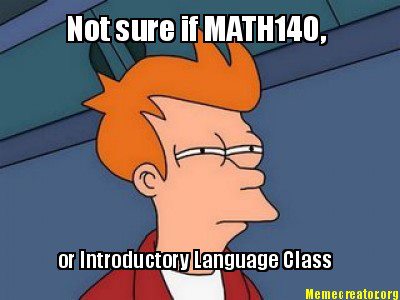 Not sure if MATH140,
or Introductory Language Class
Memecreator.org